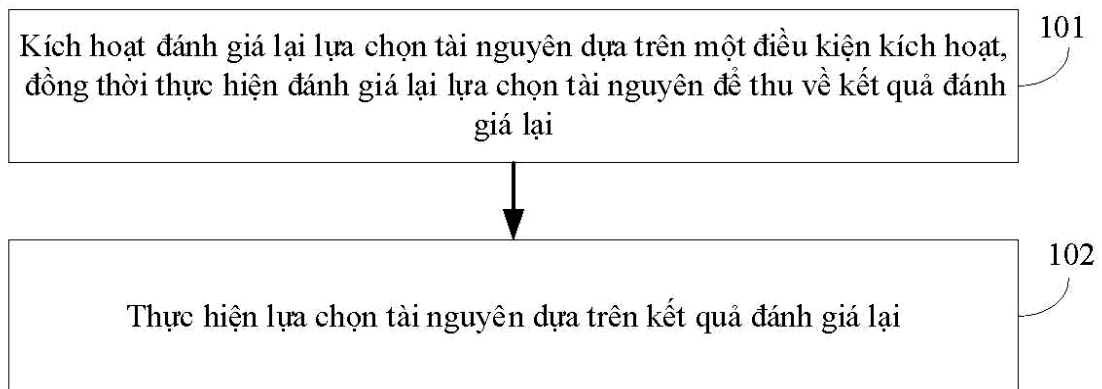 Kích hoạt đánh giá lại lựa chọn tài nguyên dựa trên một điều kiện kích hoạt,
đồng thời thực hiện đánh giá lại lựa chọn tài nguyên để thu về kết quả đánh
giá lại
101
Thực hiện lựa chọn tài nguyên dựa trên kết quả đánh giá lại
102